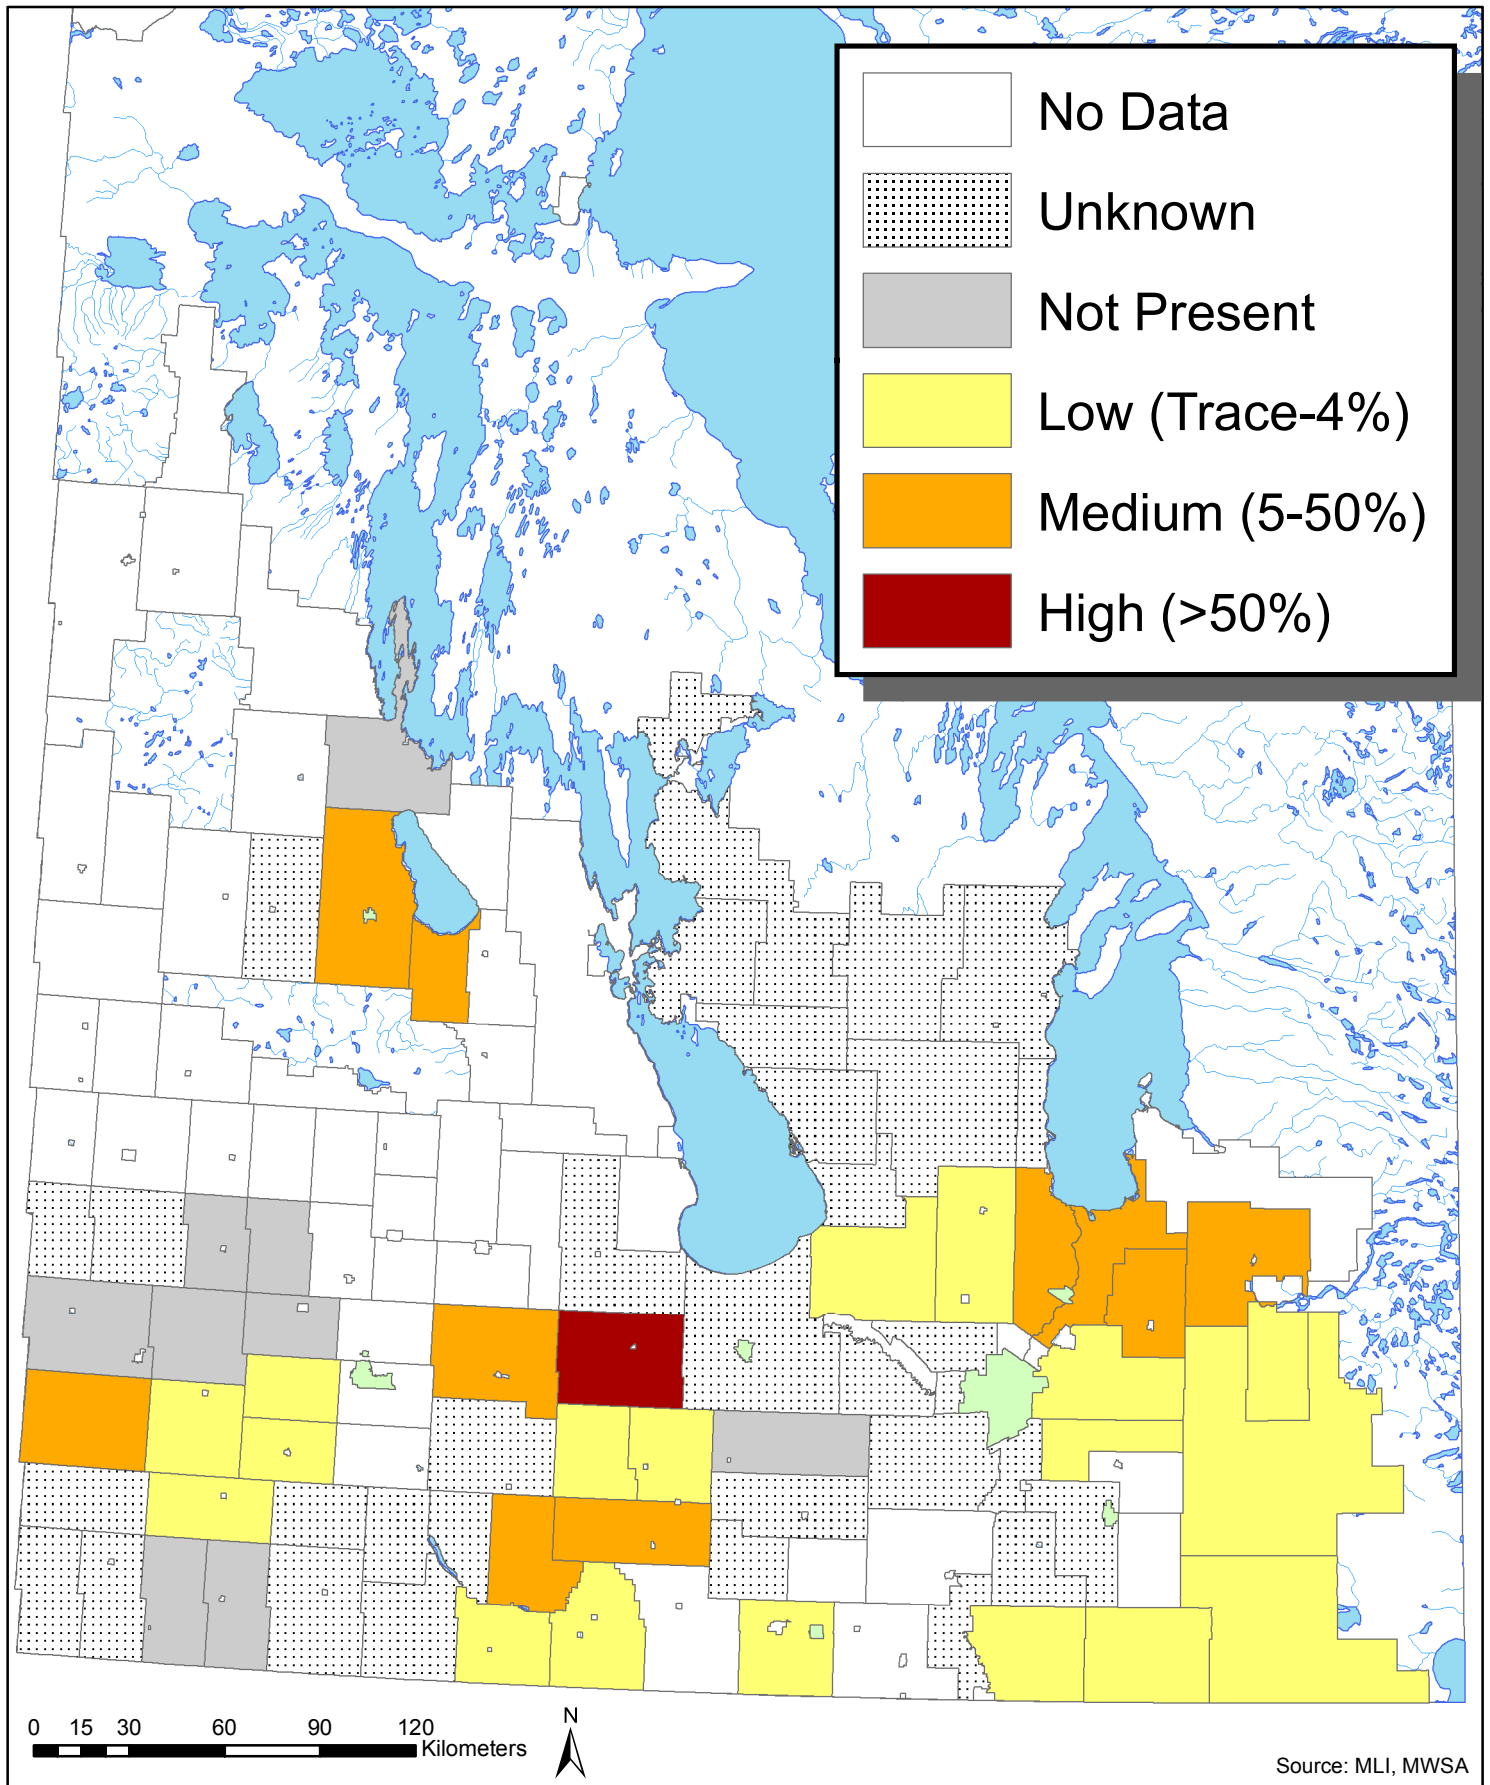 No Data
Unknown
Not Present
Low (Trace-4%)
Medium (5-50%)
High (>50%)
0 15 30 60 90 120
Kilometers
N
Source: MLI, MWSA